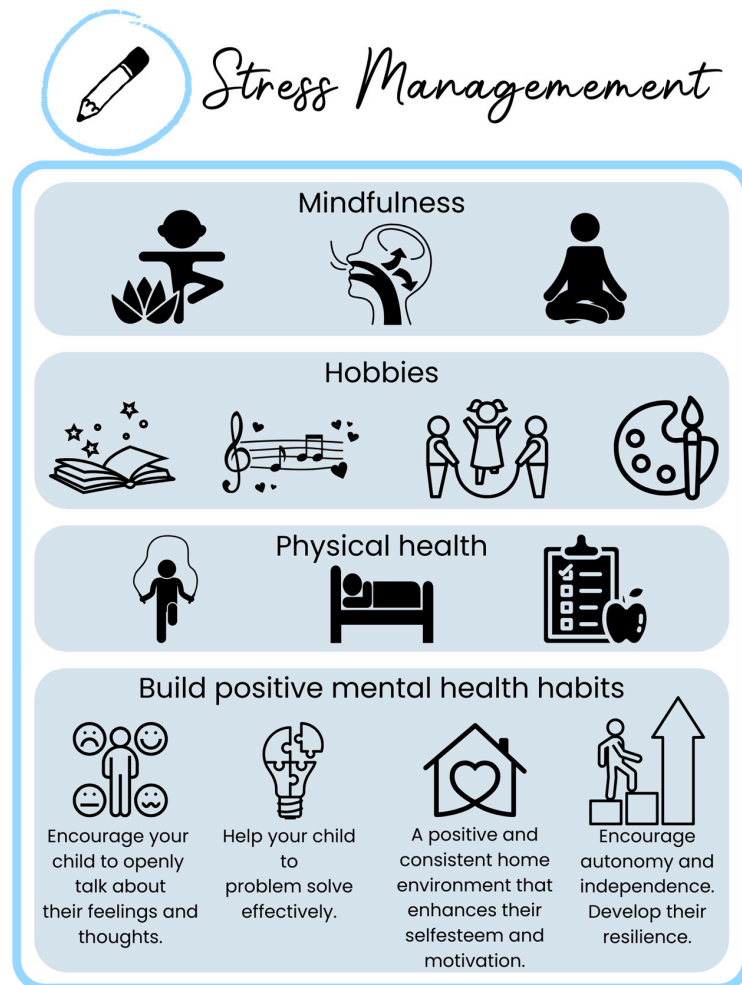 Stress Managemement
Mindfulness
Hobbies
Physical health
Build positive mental health habits
Encourage your
child to openly
talk about
their feelings and
thoughts.
Help your child
to
problem solve
effectively.
A positive and
consistent home
environment that
enhances their
selfesteem and
motivation.
Encourage
autonomy and
independence.
Develop their
resilience.